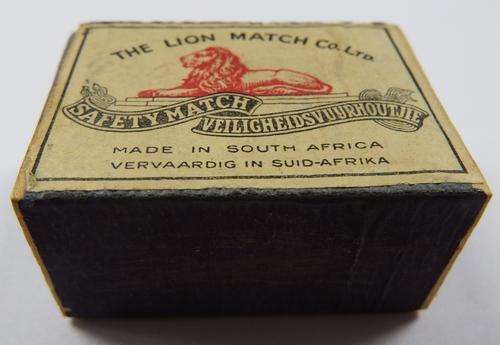 THE LION MATCH CO. LTD.
SAFETY MATCH
VEILIGHEIDSVUURHOUTJIE
MADE IN SOUTH AFRICA
VERVAARDIG IN SUID-AFRIKA